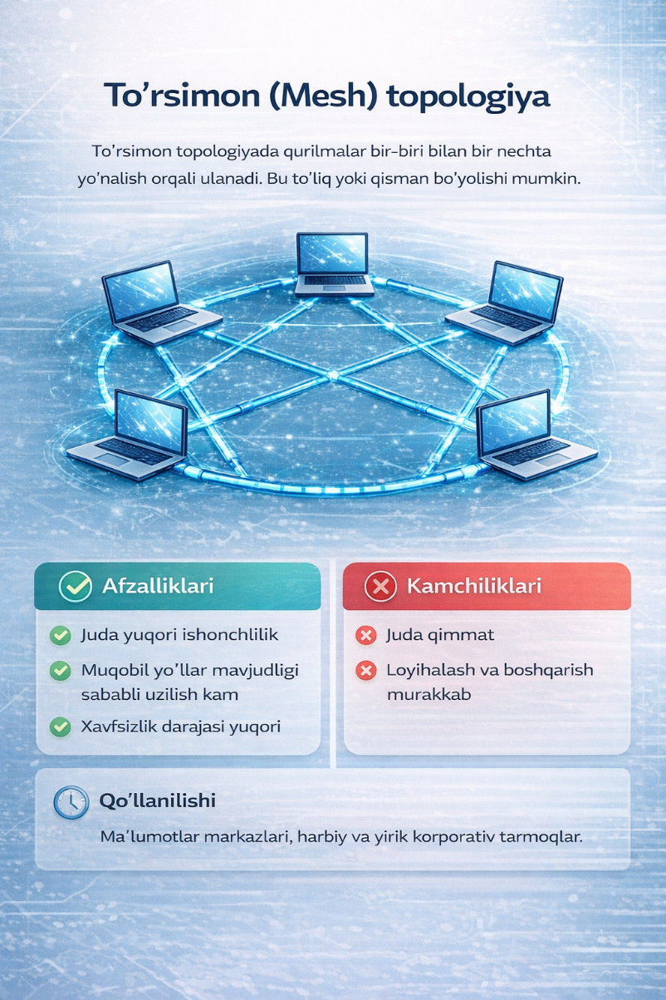 To’rsimon (Mesh) topologiya
To’rsimon topologiyada qurilmalar bir-biri bilan bir nechta
yo’nalish orqali ulanadi. Bu to’liq yoki qisman bo’yolishi mumkin.
Afzalliklari
Juda yuqori ishonchlilik
Muqobil yo’llar mavjudligi
sababli uzilish kam
Xavfsizlik darajasi yuqori
Kamchiliklari
Juda qimmat
Loyihalash va boshqarish
murakkab
Qo’llanilishi
Ma’lumotlar markazlari, harbiy va yirik korporativ tarmoqlar.